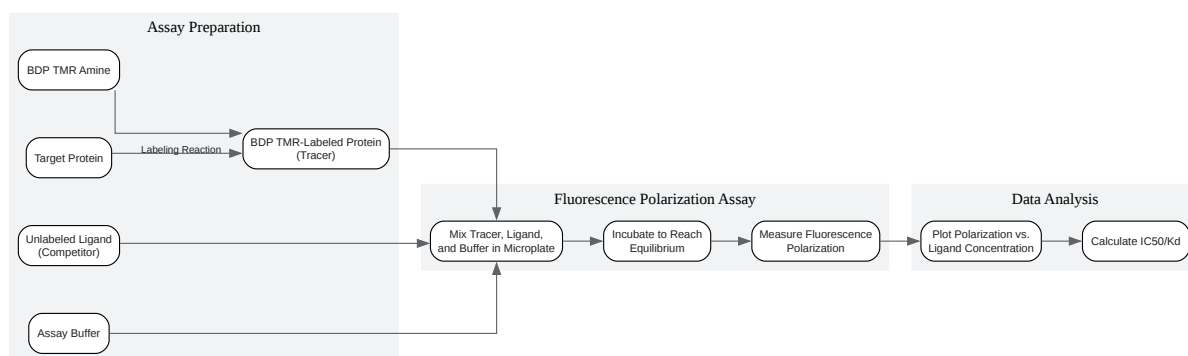 Assay Preparation
BDP TMR Amine
Target Protein
Labeling Reaction
BDP TMR-Labeled Protein
(Tracer)
Unlabeled Ligand
(Competitor)
Assay Buffer
Fluorescence Polarization Assay
Mix Tracer, Ligand,
and Buffer in Microplate
Incubate to Reach
Equilibrium
Measure Fluorescence
Polarization
Data Analysis
Plot Polarization vs.
Ligand Concentration
Calculate IC50/Kd